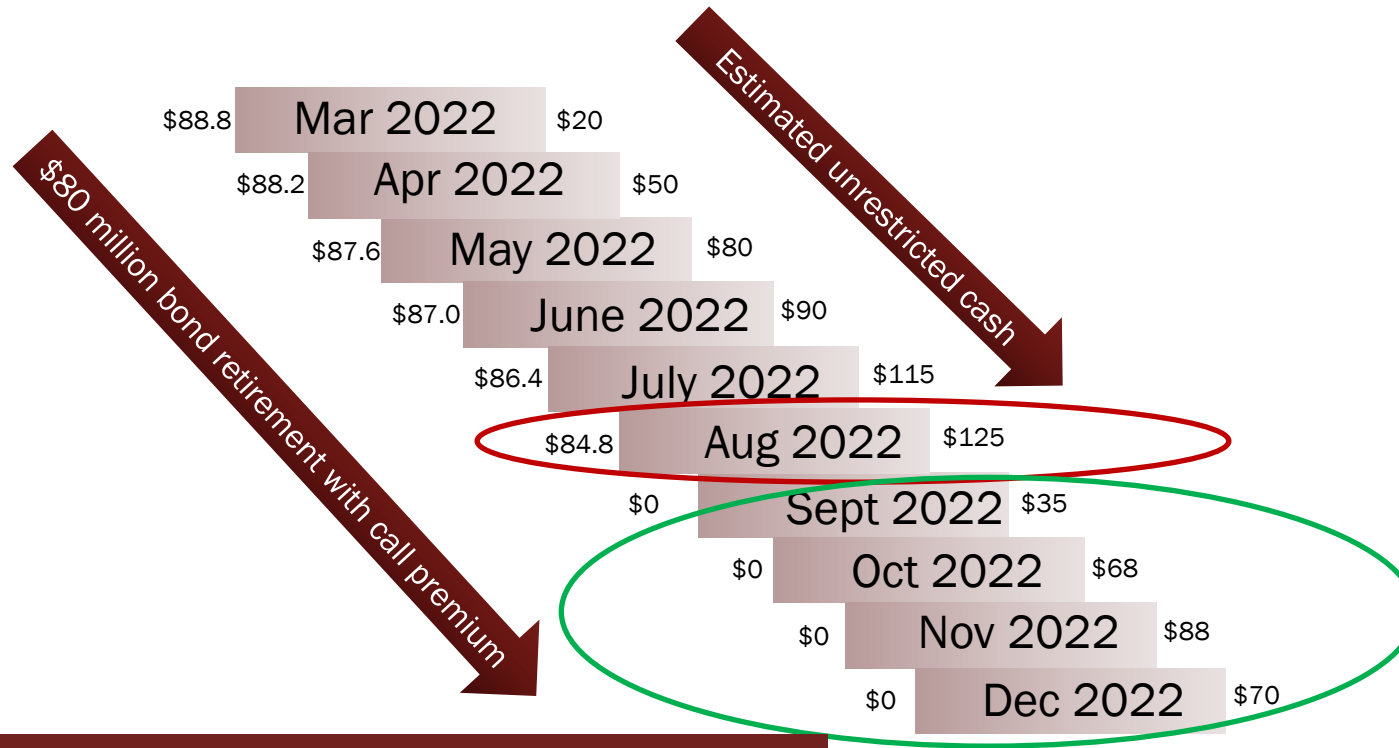 Estimated unrestricted cash
$80 million bond retirement with call premium
$88.8 Mar 2022 $20
$88.2 Apr 2022 $50
$87.6 May 2022 $80
$87.0 June 2022 $90
$86.4 July 2022 $115
$84.8 Aug 2022 $125
$0 Sept 2022 $35
$0 Oct 2022 $68
$0 Nov 2022 $88
$0 Dec 2022 $70